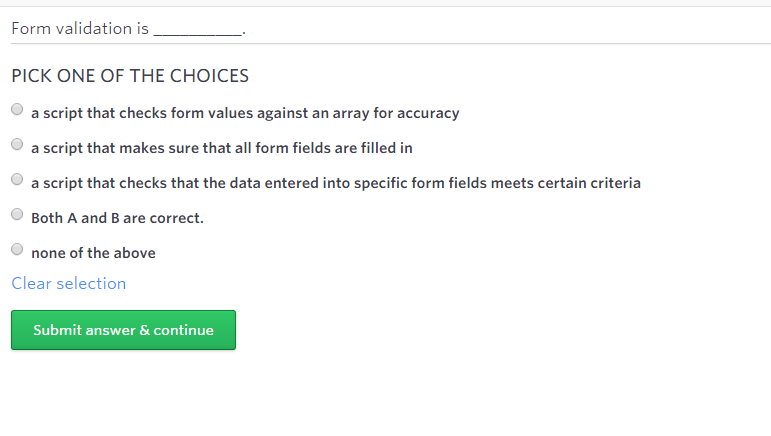 Form validation is __________.
PICK ONE OF THE CHOICES
a script that checks form values against an array for accuracy
a script that makes sure that all form fields are filled in
a script that checks that the data entered into specific form fields meets certain criteria
Both A and B are correct.
none of the above
Clear selection
Submit answer & continue